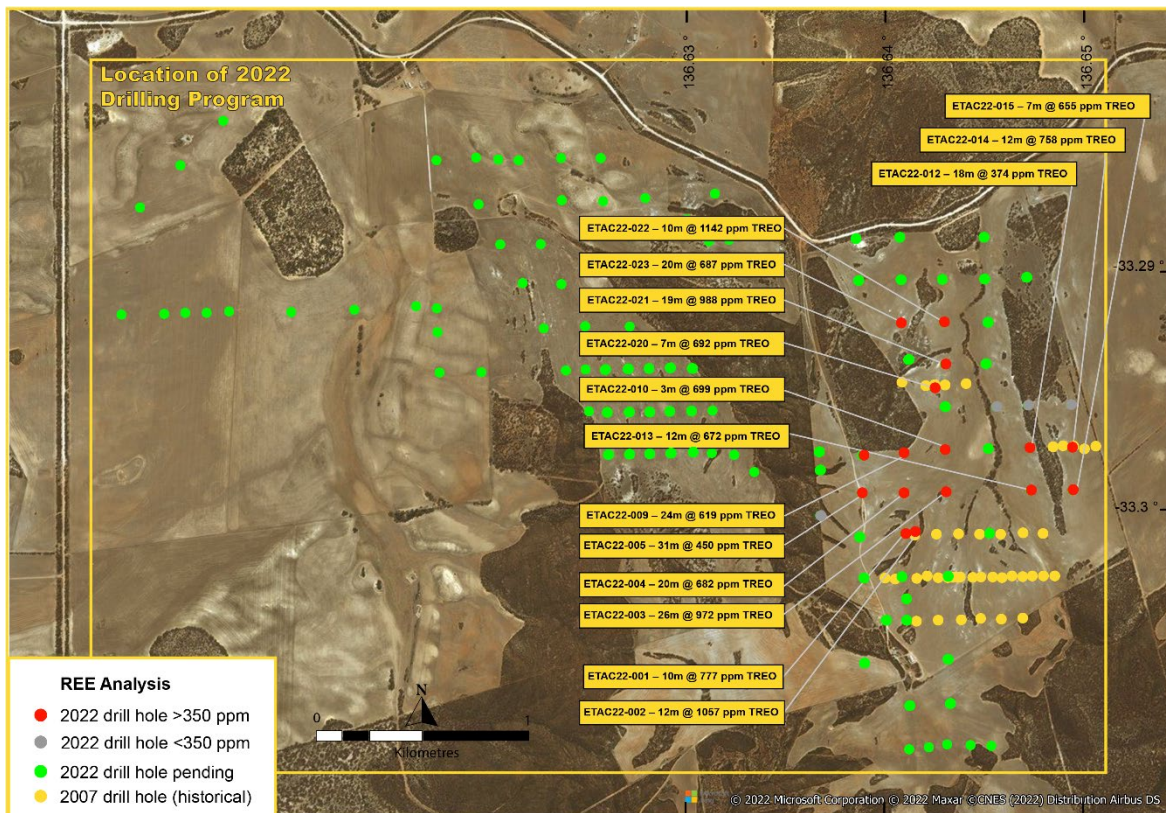 Location of 2022
Drilling Program
136.63 °
136.64 °
136.65 °
ETAC22-015 – 7m @ 655 ppm TREO
ETAC22-014 – 12m @ 758 ppm TREO
ETAC22-012 – 18m @ 374 ppm TREO
ETAC22-022 – 10m @ 1142 ppm TREO
ETAC22-023 – 20m @ 687 ppm TREO
-33.29 °
ETAC22-021 – 19m @ 988 ppm TREO
ETAC22-020 – 7m @ 692 ppm TREO
ETAC22-010 – 3m @ 699 ppm TREO
ETAC22-013 – 12m @ 672 ppm TREO
-33.3 °
ETAC22-009 – 24m @ 619 ppm TREO
ETAC22-005 – 31m @ 450 ppm TREO
ETAC22-004 – 20m @ 682 ppm TREO
ETAC22-003 – 26m @ 972 ppm TREO
ETAC22-001 – 10m @ 777 ppm TREO
ETAC22-002 – 12m @ 1057 ppm TREO
REE Analysis
2022 drill hole >350 ppm
2022 drill hole <350 ppm
2022 drill hole pending
2007 drill hole (historical)
N
0 1
Kilometres
© 2022 Microsoft Corporation © 2022 Maxar ©CNES (2022) Distribution Airbus DS